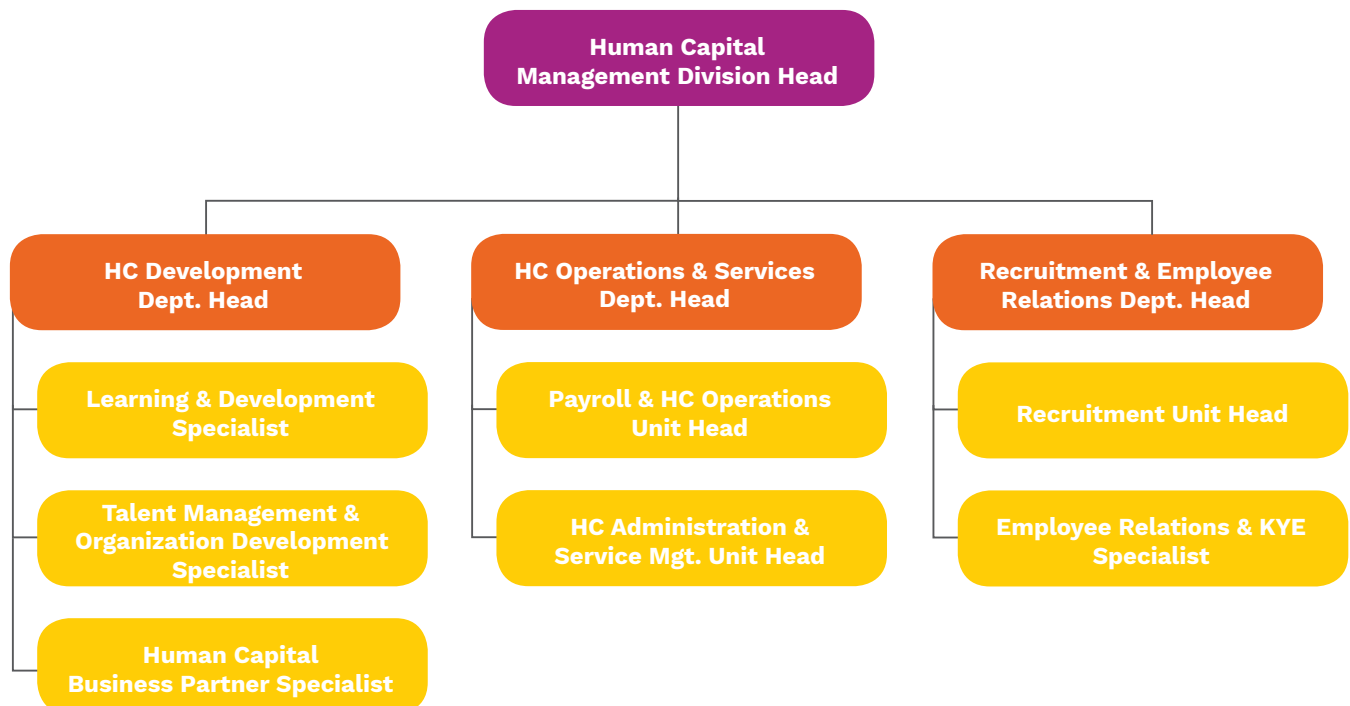 Human Capital
Management Division Head
HC Development
Dept. Head
HC Operations & Services
Dept. Head
Recruitment & Employee
Relations Dept. Head
Learning & Development
Specialist
Payroll & HC Operations
Unit Head
Recruitment Unit Head
Talent Management &
Organization Development
Specialist
HC Administration &
Service Mgt. Unit Head
Employee Relations & KYE
Specialist
Human Capital
Business Partner Specialist